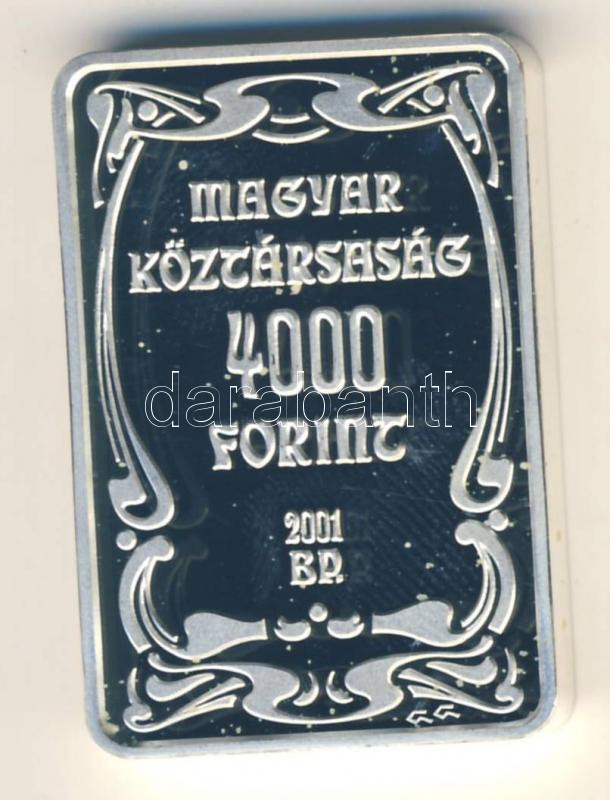 MAGYAR
KÖZTÁRSASÁG
4000
darabanth
FORINT
2001
BP.